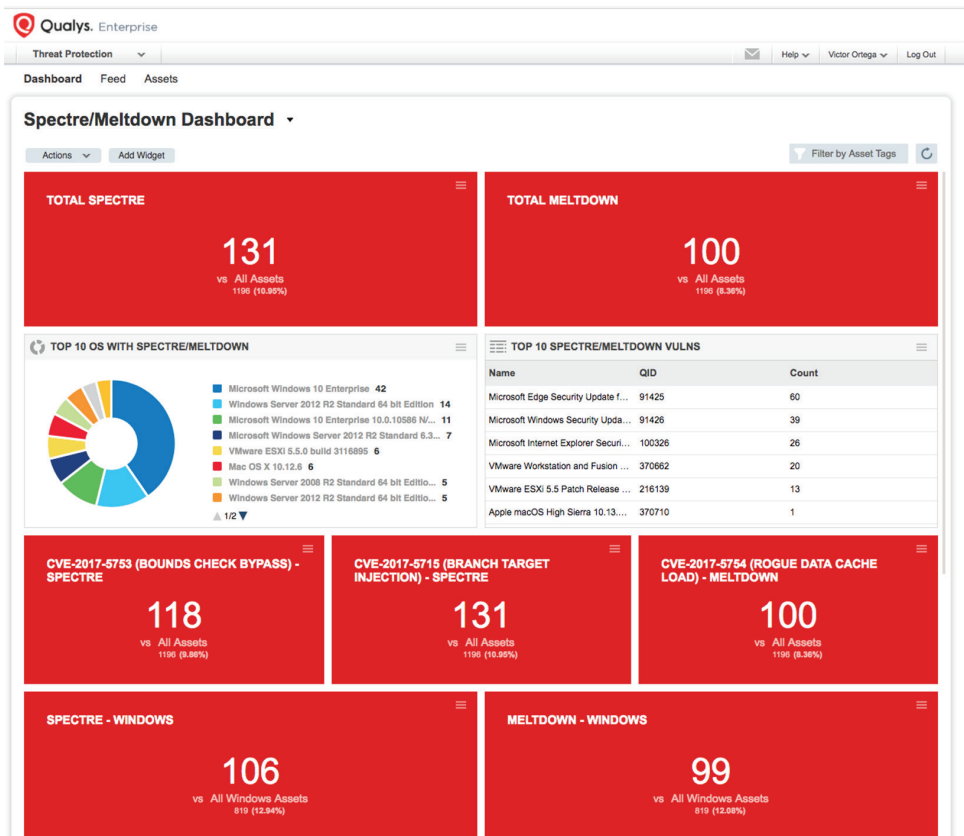 Qualys. Enterprise
Threat Protection
Help
Victor Ortega
Log Out
Dashboard Feed Assets
Spectre/Meltdown Dashboard
Actions
Add Widget
Filter by Asset Tags
TOTAL SPECTRE
131
vs All Assets
1196 (10.95%)
TOTAL MELTDOWN
100
vs All Assets
1196 (8.36%)
TOP 10 OS WITH SPECTRE/MELTDOWN
Microsoft Windows 10 Enterprise 42
Windows Server 2012 R2 Standard 64 bit Edition 14
Microsoft Windows 10 Enterprise 10.0.10586 N/... 11
Microsoft Windows Server 2012 R2 Standard 6.3... 7
VMware ESXi 5.5.0 build 3116895 6
Mac OS X 10.12.6 6
Windows Server 2008 R2 Standard 64 bit Editio... 5
Windows Server 2012 R2 Standard 64 bit Editio... 5
1/2
TOP 10 SPECTRE/MELTDOWN VULNS
Name QID Count
Microsoft Edge Security Update f... 91425 60
Microsoft Windows Security Upda... 91426 39
Microsoft Internet Explorer Securi... 100326 26
VMware Workstation and Fusion ... 370662 20
VMware ESXi 5.5 Patch Release ... 216139 13
Apple macOS High Sierra 10.13.... 370710 1
CVE-2017-5753 (BOUNDS CHECK BYPASS) -
SPECTRE
118
vs All Assets
1196 (9.86%)
CVE-2017-5715 (BRANCH TARGET
INJECTION) - SPECTRE
131
vs All Assets
1196 (10.95%)
CVE-2017-5754 (ROGUE DATA CACHE
LOAD) - MELTDOWN
100
vs All Assets
1196 (8.36%)
SPECTRE - WINDOWS
106
vs All Windows Assets
819 (12.94%)
MELTDOWN - WINDOWS
99
vs All Windows Assets
819 (12.08%)